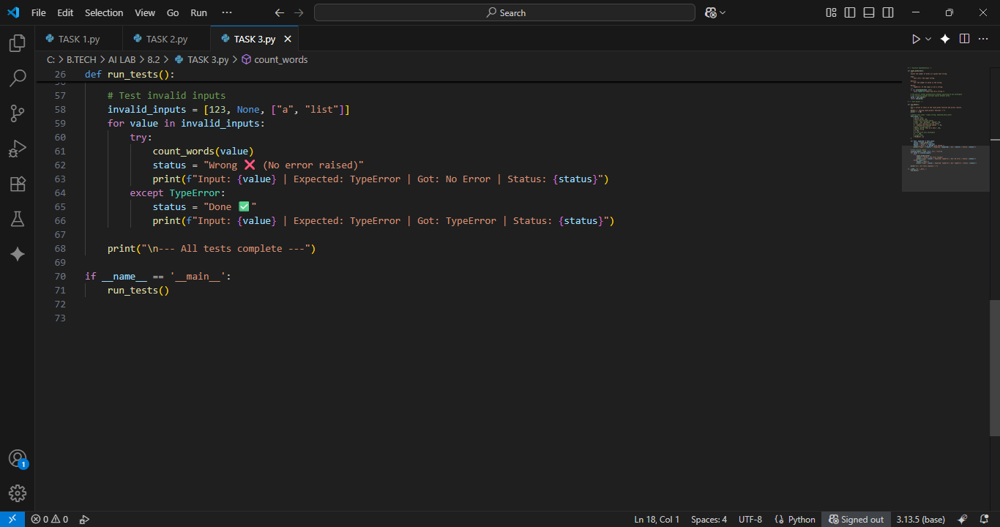 File Edit Selection View Go Run ··· Search
TASK 1.py TASK 2.py TASK 3.py
C: > B.TECH > AI LAB > 8.2 > TASK 3.py > count_words
26 def run_tests():
57 # Test invalid inputs
58 invalid_inputs = [123, None, ["a", "list"]]
59 for value in invalid_inputs:
60 try:
61 count_words(value)
62 status = "Wrong ❌ (No error raised)"
63 print(f"Input: {value} | Expected: TypeError | Got: No Error | Status: {status}")
64 except TypeError:
65 status = "Done ✅"
66 print(f"Input: {value} | Expected: TypeError | Got: TypeError | Status: {status}")
67
68 print("\n--- All tests complete ---")
69
70 if __name__ == '__main__':
71 run_tests()
72
73
1
0 0 Ln 18, Col 1 Spaces: 4 UTF-8 Python Signed out 3.13.5 (base)